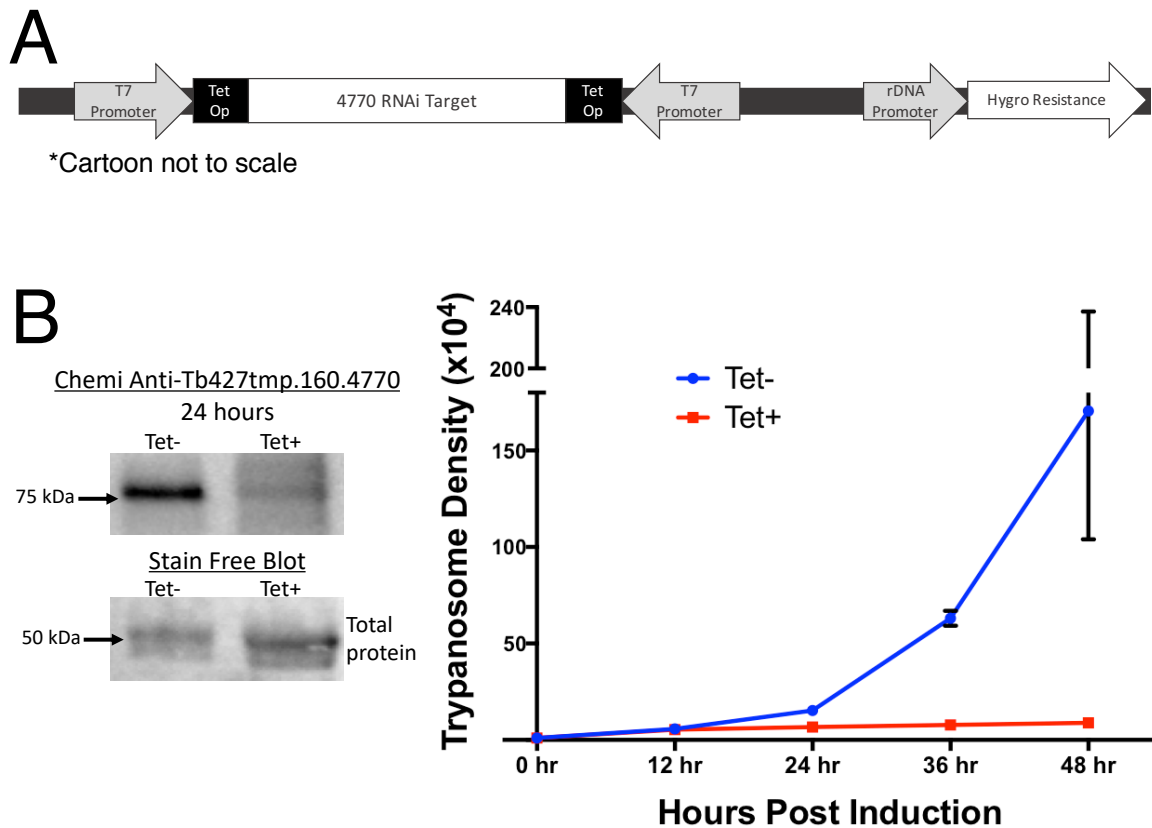 A
T7
Promoter
Tet
Op
4770 RNAi Target
Tet
Op
T7
Promoter
rDNA
Promoter
Hygro Resistance
*Cartoon not to scale
B
Chemi Anti-Tb427tmp.160.4770
24 hours
Tet- Tet+
75 kDa
Stain Free Blot
Tet- Tet+
50 kDa
Total
protein
Trypanosome Density (x10⁴)
240
200
150
100
50
Tet-
Tet+
0 hr 12 hr 24 hr 36 hr 48 hr
Hours Post Induction